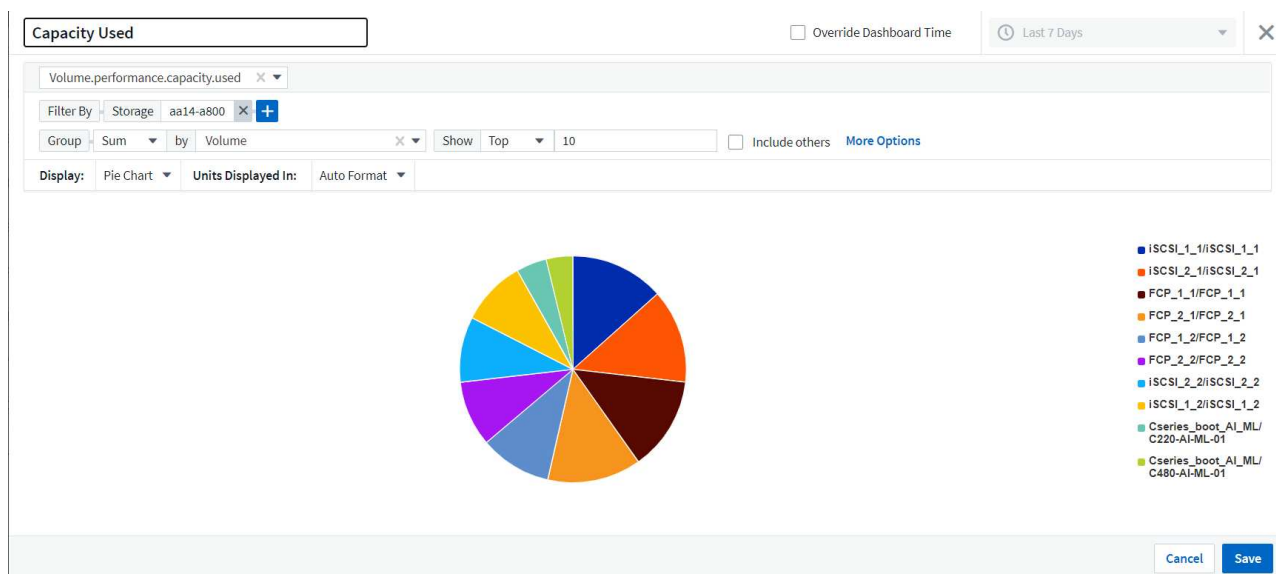 Capacity Used
Override Dashboard Time
Last 7 Days
Volume.performance.capacity.used
Filter By Storage aa14-a800
Group Sum by Volume Show Top 10 Include others More Options
Display: Pie Chart Units Displayed In: Auto Format
iSCSI_1_1/iSCSI_1_1
iSCSI_2_1/iSCSI_2_1
FCP_1_1/FCP_1_1
FCP_2_1/FCP_2_1
FCP_1_2/FCP_1_2
FCP_2_2/FCP_2_2
iSCSI_2_2/iSCSI_2_2
iSCSI_1_2/iSCSI_1_2
Cseries_boot_AI_ML/
C220-AI-ML-01
Cseries_boot_AI_ML/
C480-AI-ML-01
Cancel Save